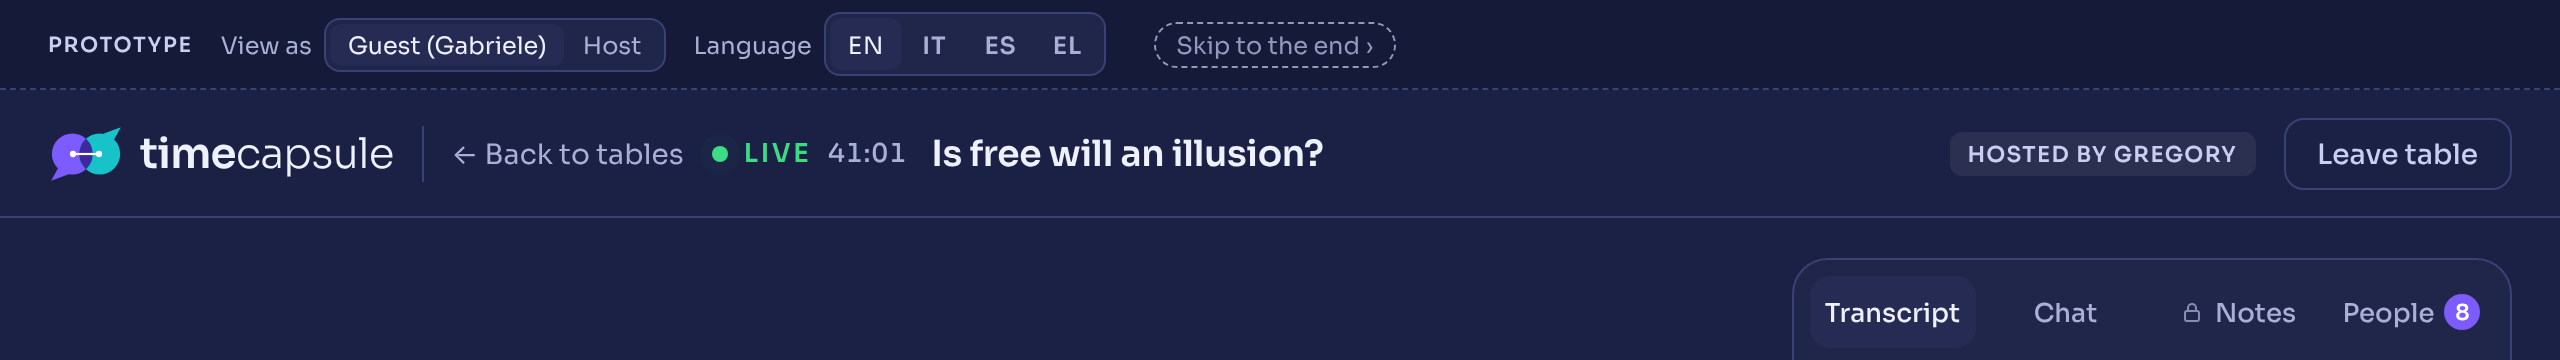 PROTOTYPE View as Guest (Gabriele) Host Language EN IT ES EL Skip to the end ›
timecapsule ← Back to tables LIVE 41:01 Is free will an illusion? HOSTED BY GREGORY Leave table
Transcript Chat Notes People 8